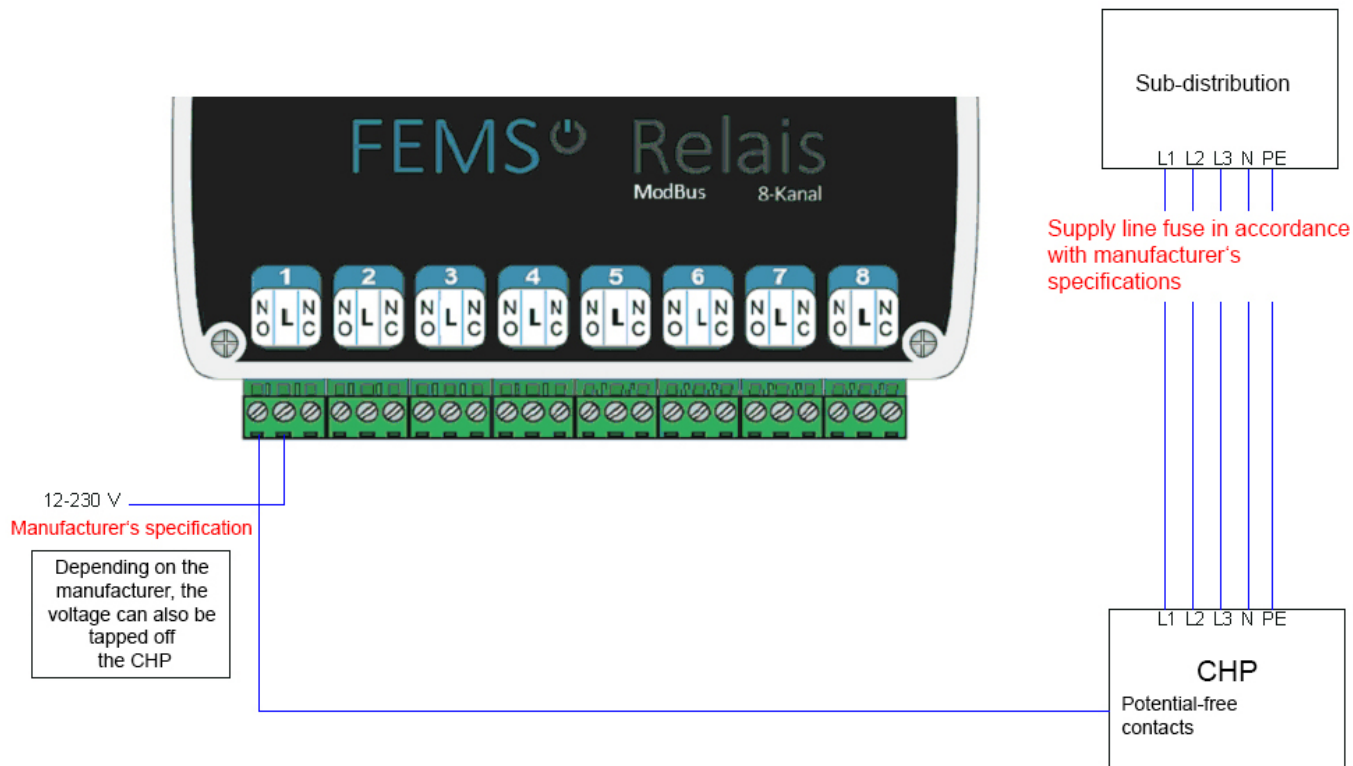 Sub-distribution
L1 L2 L3 N PE
Supply line fuse in accordance
with manufacturer's
specifications
FEMS Relais
ModBus 8-Kanal
1 2 3 4 5 6 7 8
NO L NC NO L NC NO L NC NO L NC NO L NC NO L NC NO L NC NO L NC
12-230 V
Manufacturer's specification
Depending on the
manufacturer, the
voltage can also be
tapped off
the CHP
L1 L2 L3 N PE
CHP
Potential-free
contacts